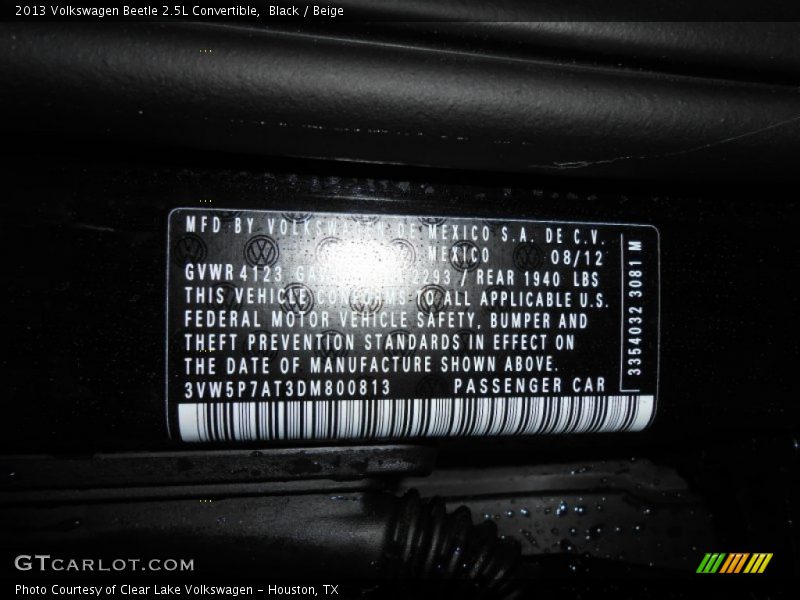 2013 Volkswagen Beetle 2.5L Convertible,  Black / Beige
MFD BY VOLKSWAGEN DE MEXICO S.A. DE C.V.
MEXICO 08/12
GVWR 4123 2293 / REAR 1940 LBS
THIS VEHICLE CONFORMS TO ALL APPLICABLE U.S.
FEDERAL MOTOR VEHICLE SAFETY, BUMPER AND
THEFT PREVENTION STANDARDS IN EFFECT ON
THE DATE OF MANUFACTURE SHOWN ABOVE.
3VW5P7AT3DM800813 PASSENGER CAR
3354032 3081 M
GTCARLOT.COM
Photo Courtesy of Clear Lake Volkswagen - Houston, TX